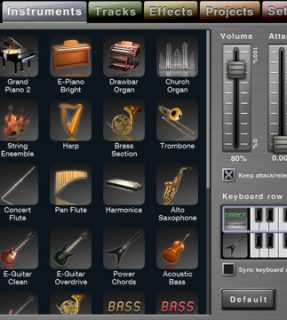 Instruments Tracks Effects Projects Set
Volume Attac
Grand Piano 2
E-Piano Bright
Drawbar Organ
Church Organ
100%
0%
80% 0.00
String Ensemble
Harp
Brass Section
Trombone
Keep attack/rele
Concert Flute
Pan Flute
Harmonica
Alto Saxophone
Keyboard row
E-Guitar Clean
E-Guitar Overdrive
Power Chords
Acoustic Bass
Sync keyboard
BASS BASS
Default